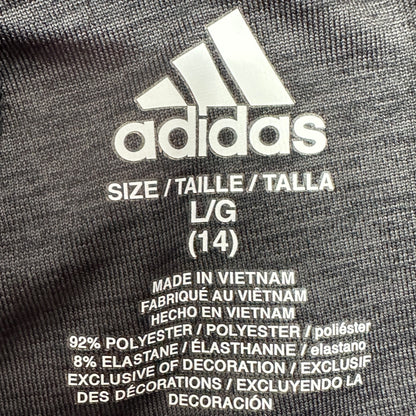 adidas
SIZE / TAILLE / TALLA
L/G
(14)
MADE IN VIETNAM
FABRIQUÉ AU VIÊTNAM
HECHO EN VIETNAM
92% POLYESTER / POLYESTER / poliéster
8% ELASTANE / ÉLASTHANNE / elastano
EXCLUSIVE OF DECORATION / EXCLUSIF
DES DÉCORATIONS / EXCLUYENDO LA
DECORACIÓN